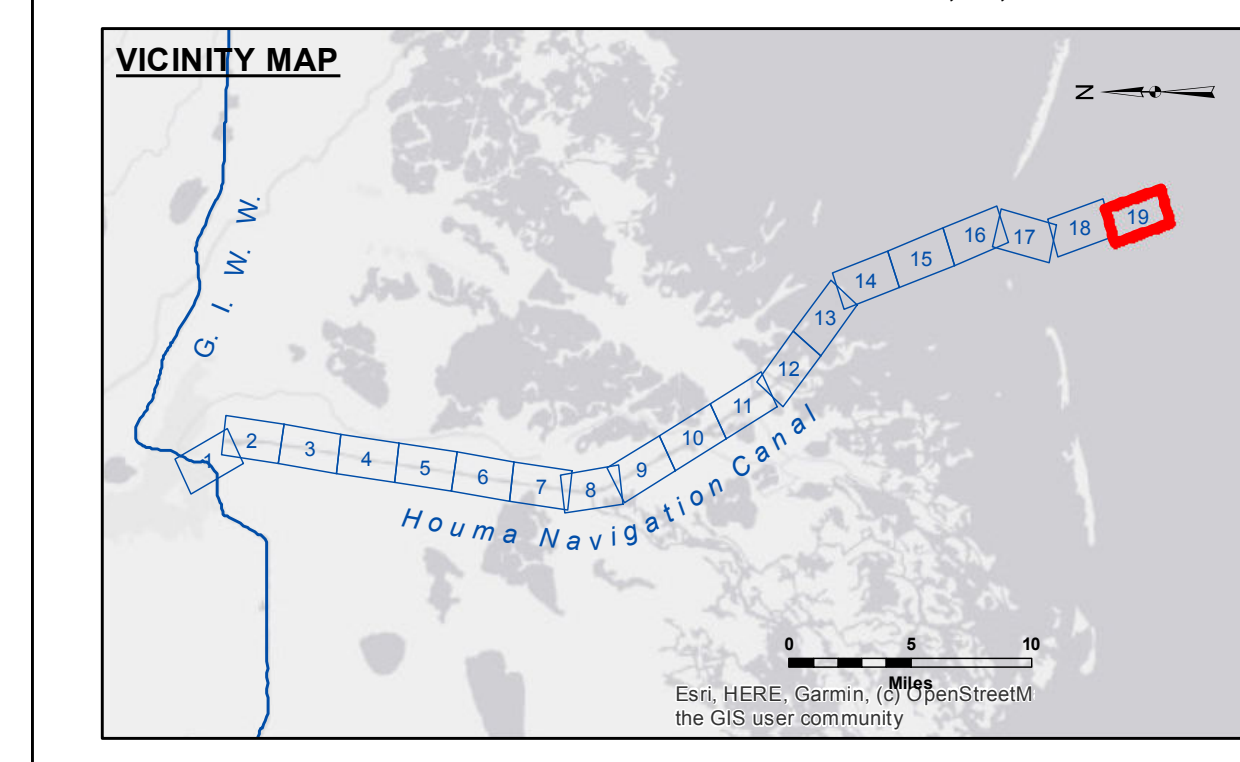 VICINITY MAP
N
G. I. W. W.
1
2
3
4
5
6
7
8
9
10
11
12
13
14
15
16
17
18
19
Houma Navigation Canal
0 5 10
Miles
Esri, HERE, Garmin, (c) OpenStreetM
the GIS user community